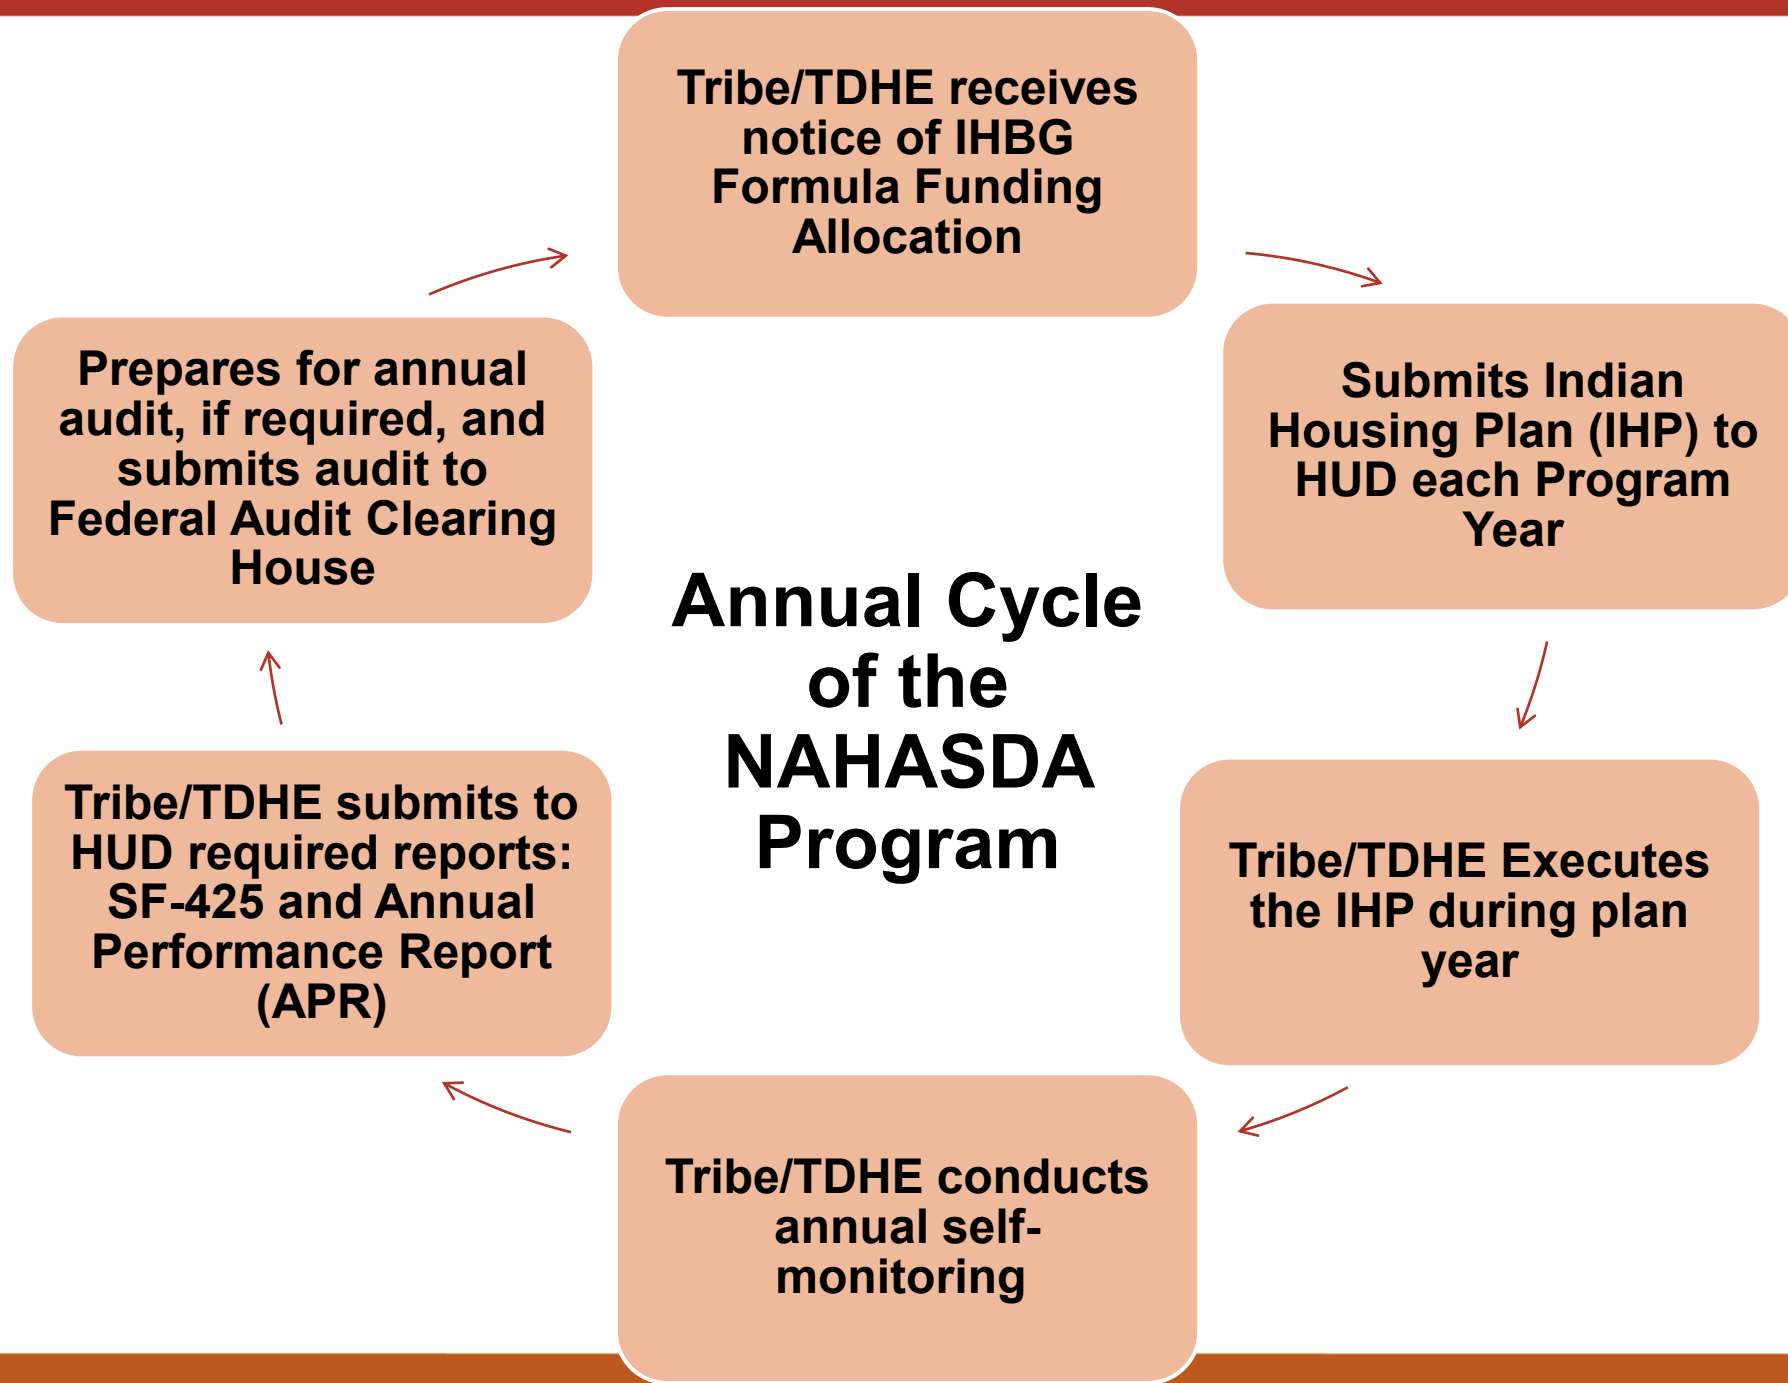 Tribe/TDHE receives
notice of IHBG
Formula Funding
Allocation
Submits Indian
Housing Plan (IHP) to
HUD each Program
Year
Tribe/TDHE Executes
the IHP during plan
year
Tribe/TDHE conducts
annual self-
monitoring
Tribe/TDHE submits to
HUD required reports:
SF-425 and Annual
Performance Report
(APR)
Prepares for annual
audit, if required, and
submits audit to
Federal Audit Clearing
House
Annual Cycle
of the
NAHASDA
Program